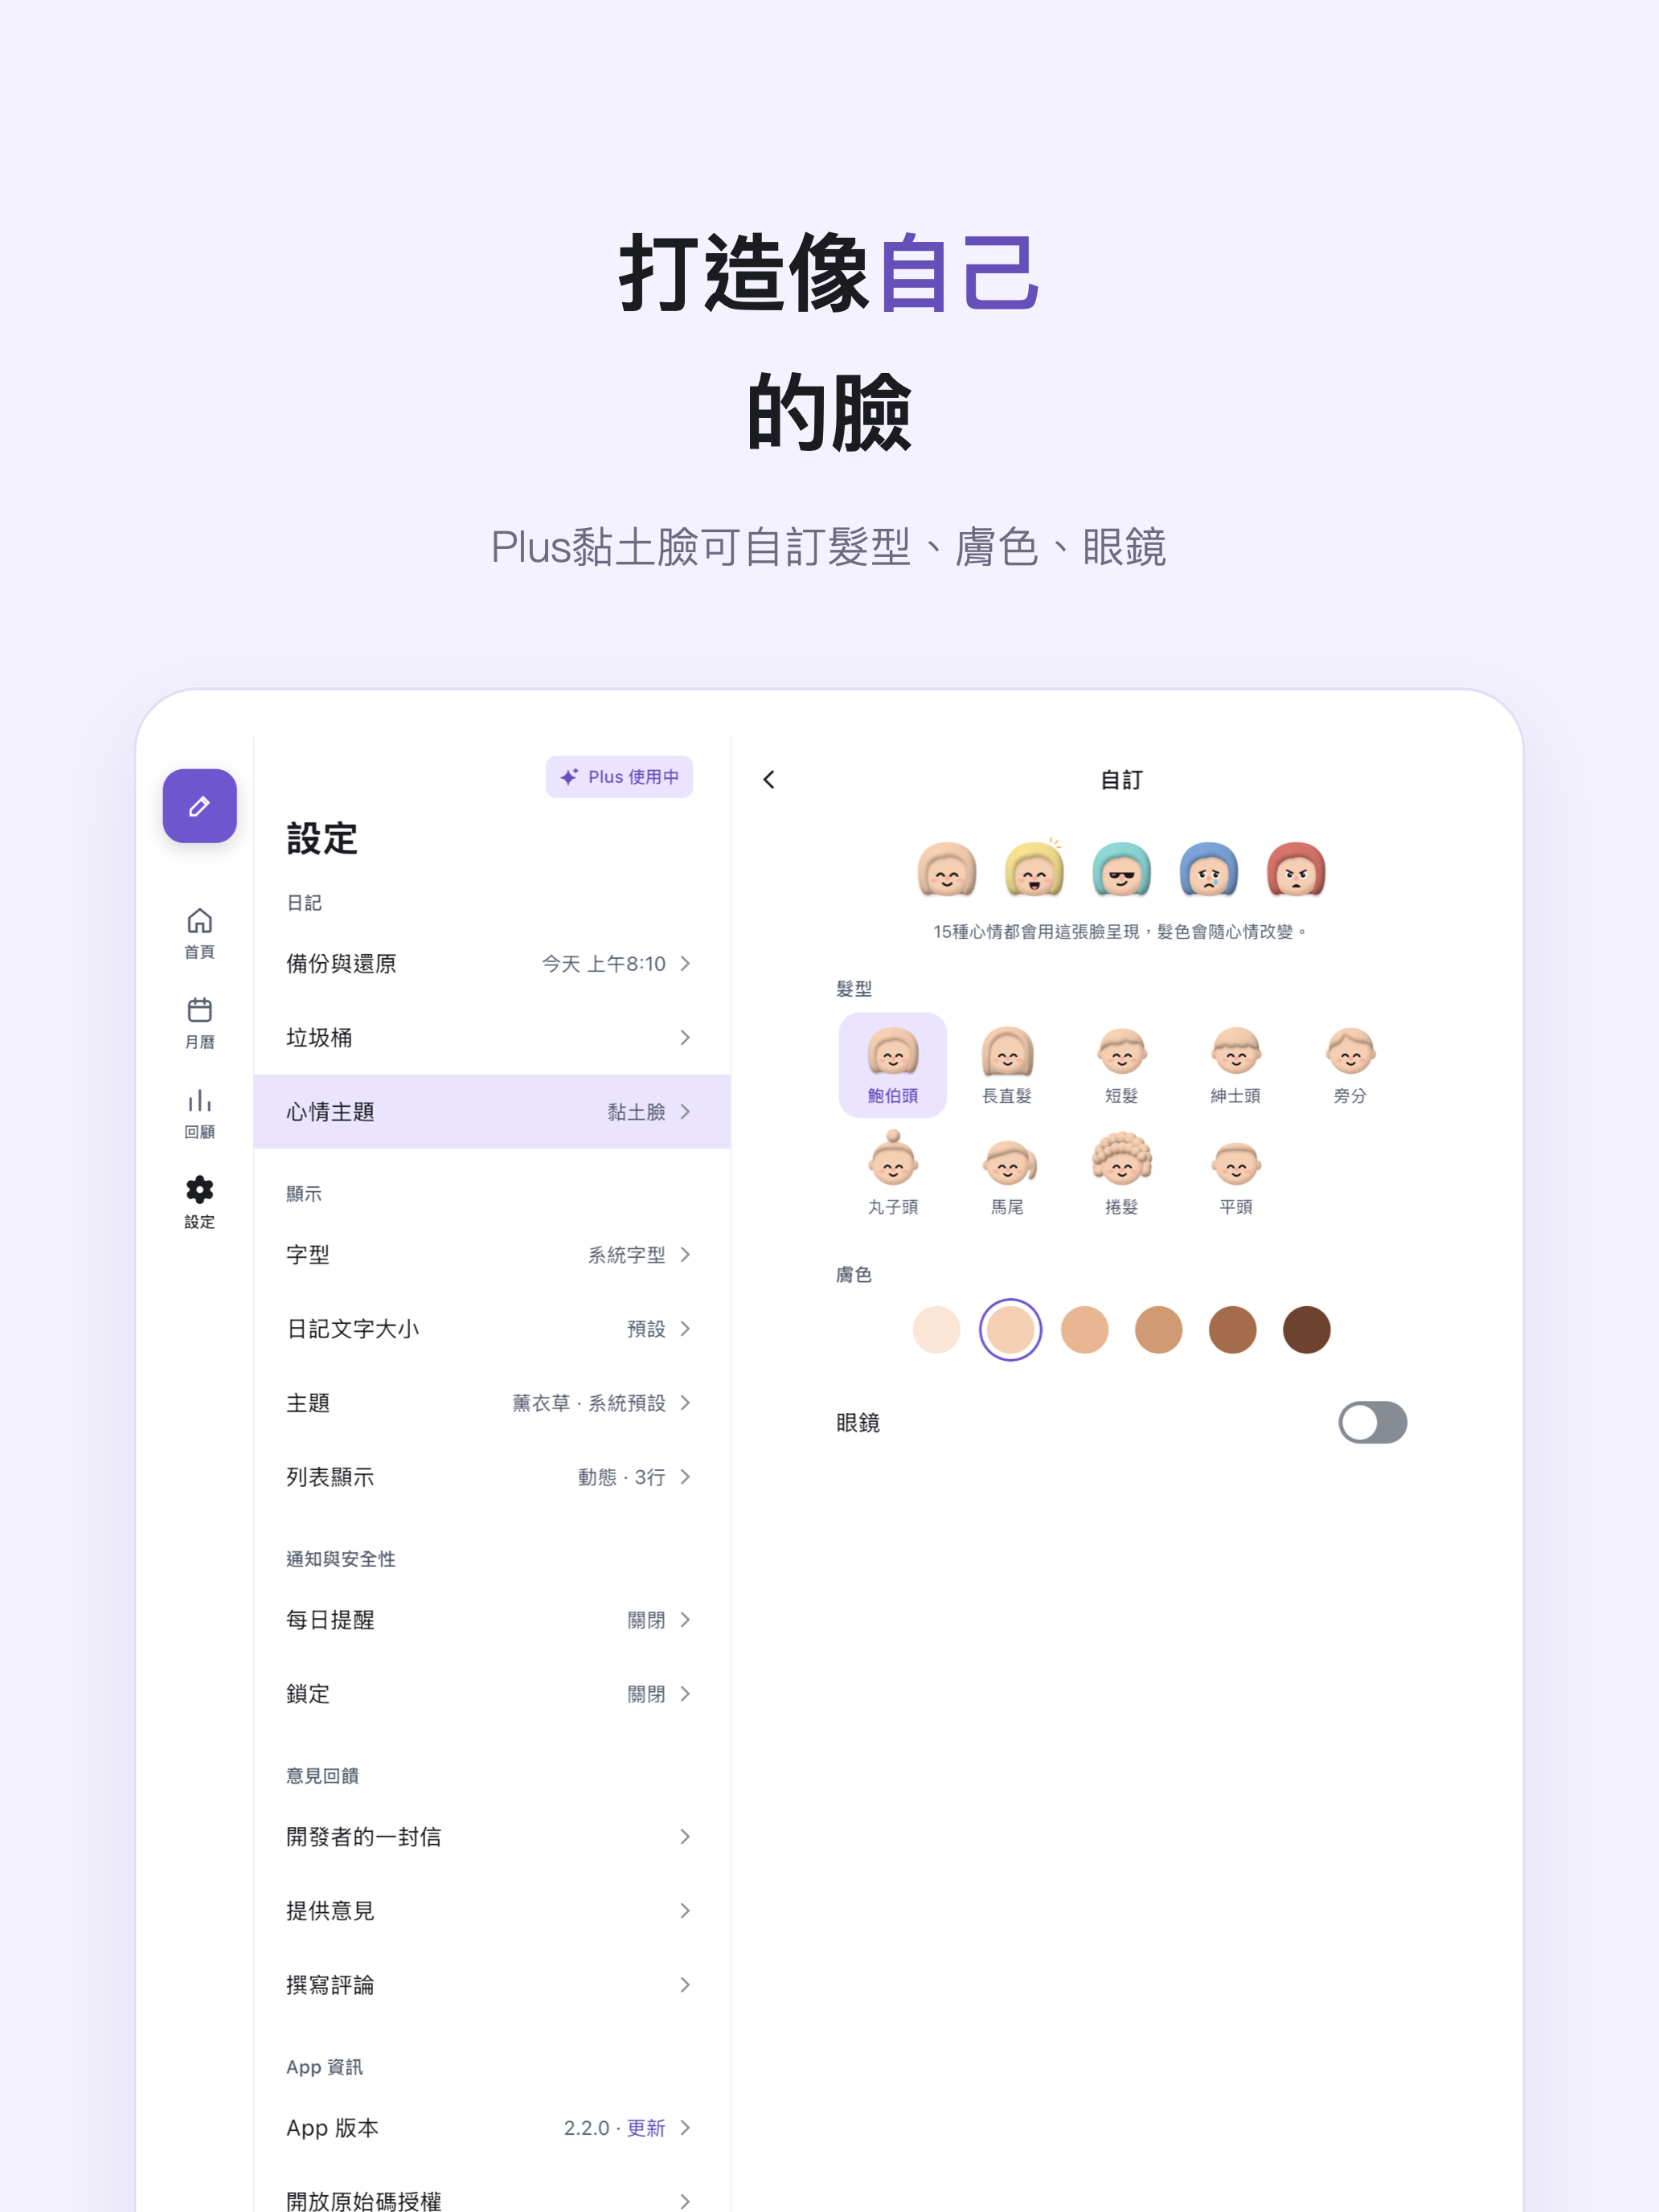 打造像自己
的臉
Plus黏土臉可自訂髮型、膚色、眼鏡
首頁
月曆
回顧
設定
Plus 使用中
設定
日記
備份與還原 今天 上午8:10
垃圾桶
心情主題 黏土臉
顯示
字型 系統字型
日記文字大小 預設
主題 薰衣草 · 系統預設
列表顯示 動態 · 3行
通知與安全性
每日提醒 關閉
鎖定 關閉
意見回饋
開發者的一封信
提供意見
撰寫評論
App 資訊
App 版本 2.2.0 · 更新
開放原始碼授權
自訂
15種心情都會用這張臉呈現，髮色會隨心情改變。
髮型
鮑伯頭 長直髮 短髮 紳士頭 旁分
丸子頭 馬尾 捲髮 平頭
膚色
眼鏡